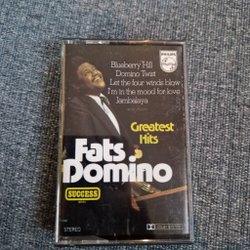 PHILIPS
Blueberry Hill
Domino Twist
Let the four winds blow
I'm in the mood for love
Jambalaya
Greatest
Hits
Fats
Domino
SUCCESS
STEREO